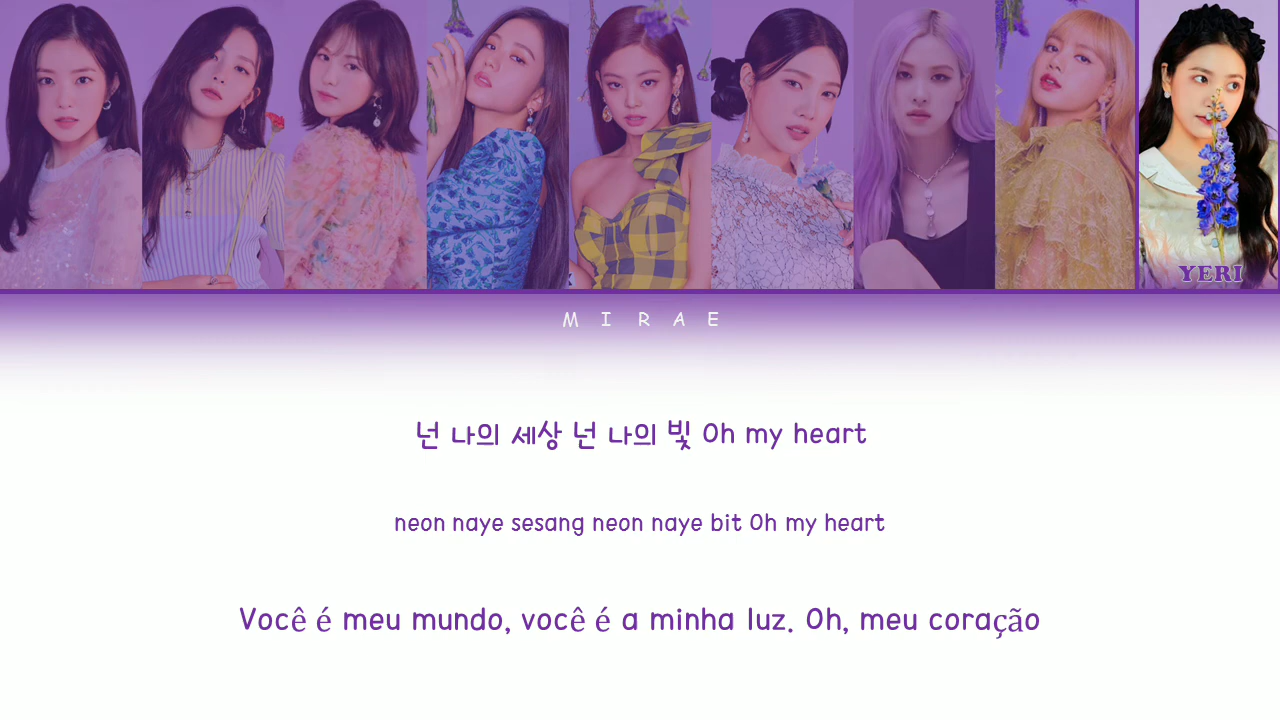 YERI
M I R A E
넌 나의 세상 넌 나의 빛 Oh my heart
neon naye sesang neon naye bit Oh my heart
Você é meu mundo, você é a minha luz. Oh, meu coração